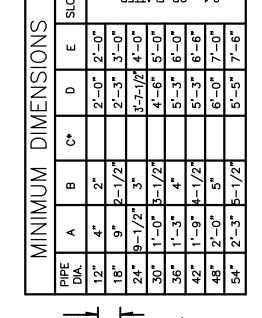 MINIMUM DIMENSIONS
PIPE DIA. A B C* D E
12" 4" 2" 2'-0" 2'-0"
18" 9" 2-1/2" 2'-3" 3'-0"
24" 9-1/2" 3" 3'-7-1/2" 4'-0"
30" 1'-0" 3-1/2" 4'-6" 5'-0"
36" 1'-3" 4" 5'-3" 6'-0"
42" 1'-9" 4-1/2" 5'-3" 6'-6"
48" 2'-0" 5" 6'-0" 7'-0"
54" 2'-3" 5-1/2" 5'-5" 7'-6"